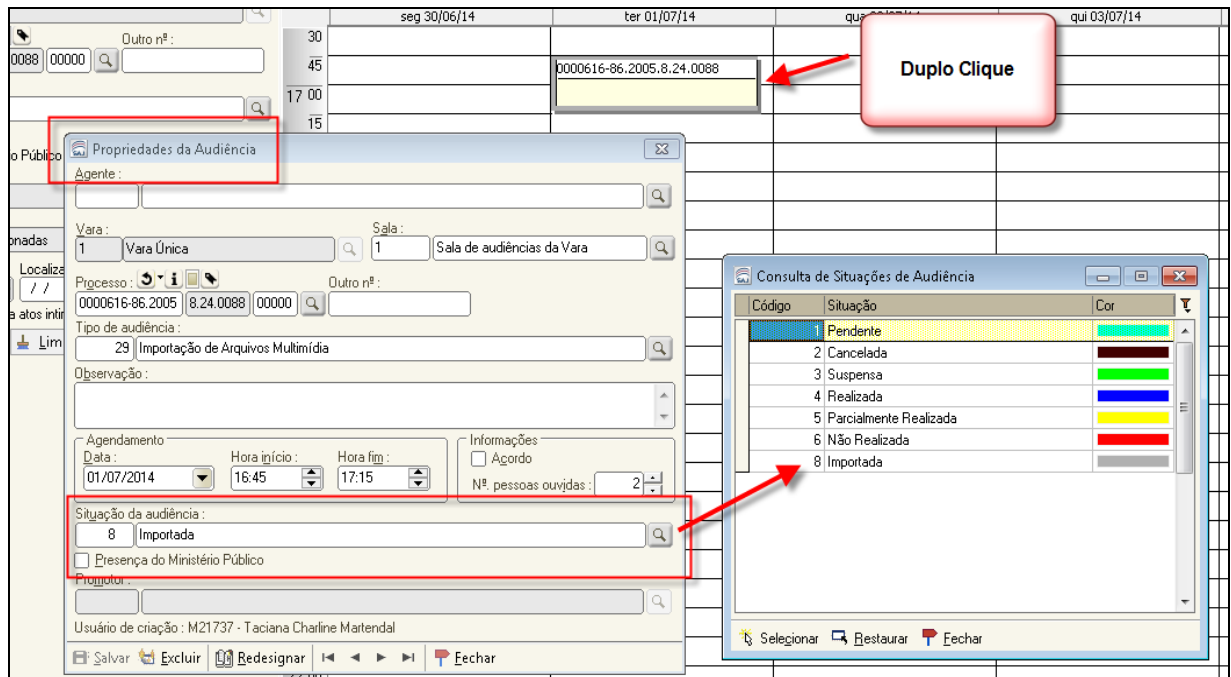 seg 30/06/14 ter 01/07/14 qui 03/07/14
Outro nº :
0088 00000
30
45
17 00
15
0000616-86.2005.8.24.0088
Duplo Clique
o Público
onadas
Localiza
/ /
a atos intir
Lim
Propriedades da Audiência
Agente :
Vara : Sala :
1 Vara Única 1 Sala de audiências da Vara
Processo : Outro nº :
0000616-86.2005 8.24.0088 00000
Tipo de audiência :
29 Importação de Arquivos Multimídia
Observação :
Agendamento Informações
Data : Hora início : Hora fim : Acordo
01/07/2014 16:45 17:15 Nº. pessoas ouvidas : 2
Situação da audiência :
8 Importada
Presença do Ministério Público
Promotor :
Usuário de criação : M21737 - Taciana Charline Martendal
Salvar Excluir Redesignar Fechar
Consulta de Situações de Audiência
Código Situação Cor
1 Pendente
2 Cancelada
3 Suspensa
4 Realizada
5 Parcialmente Realizada
6 Não Realizada
8 Importada
Selecionar Restaurar Fechar